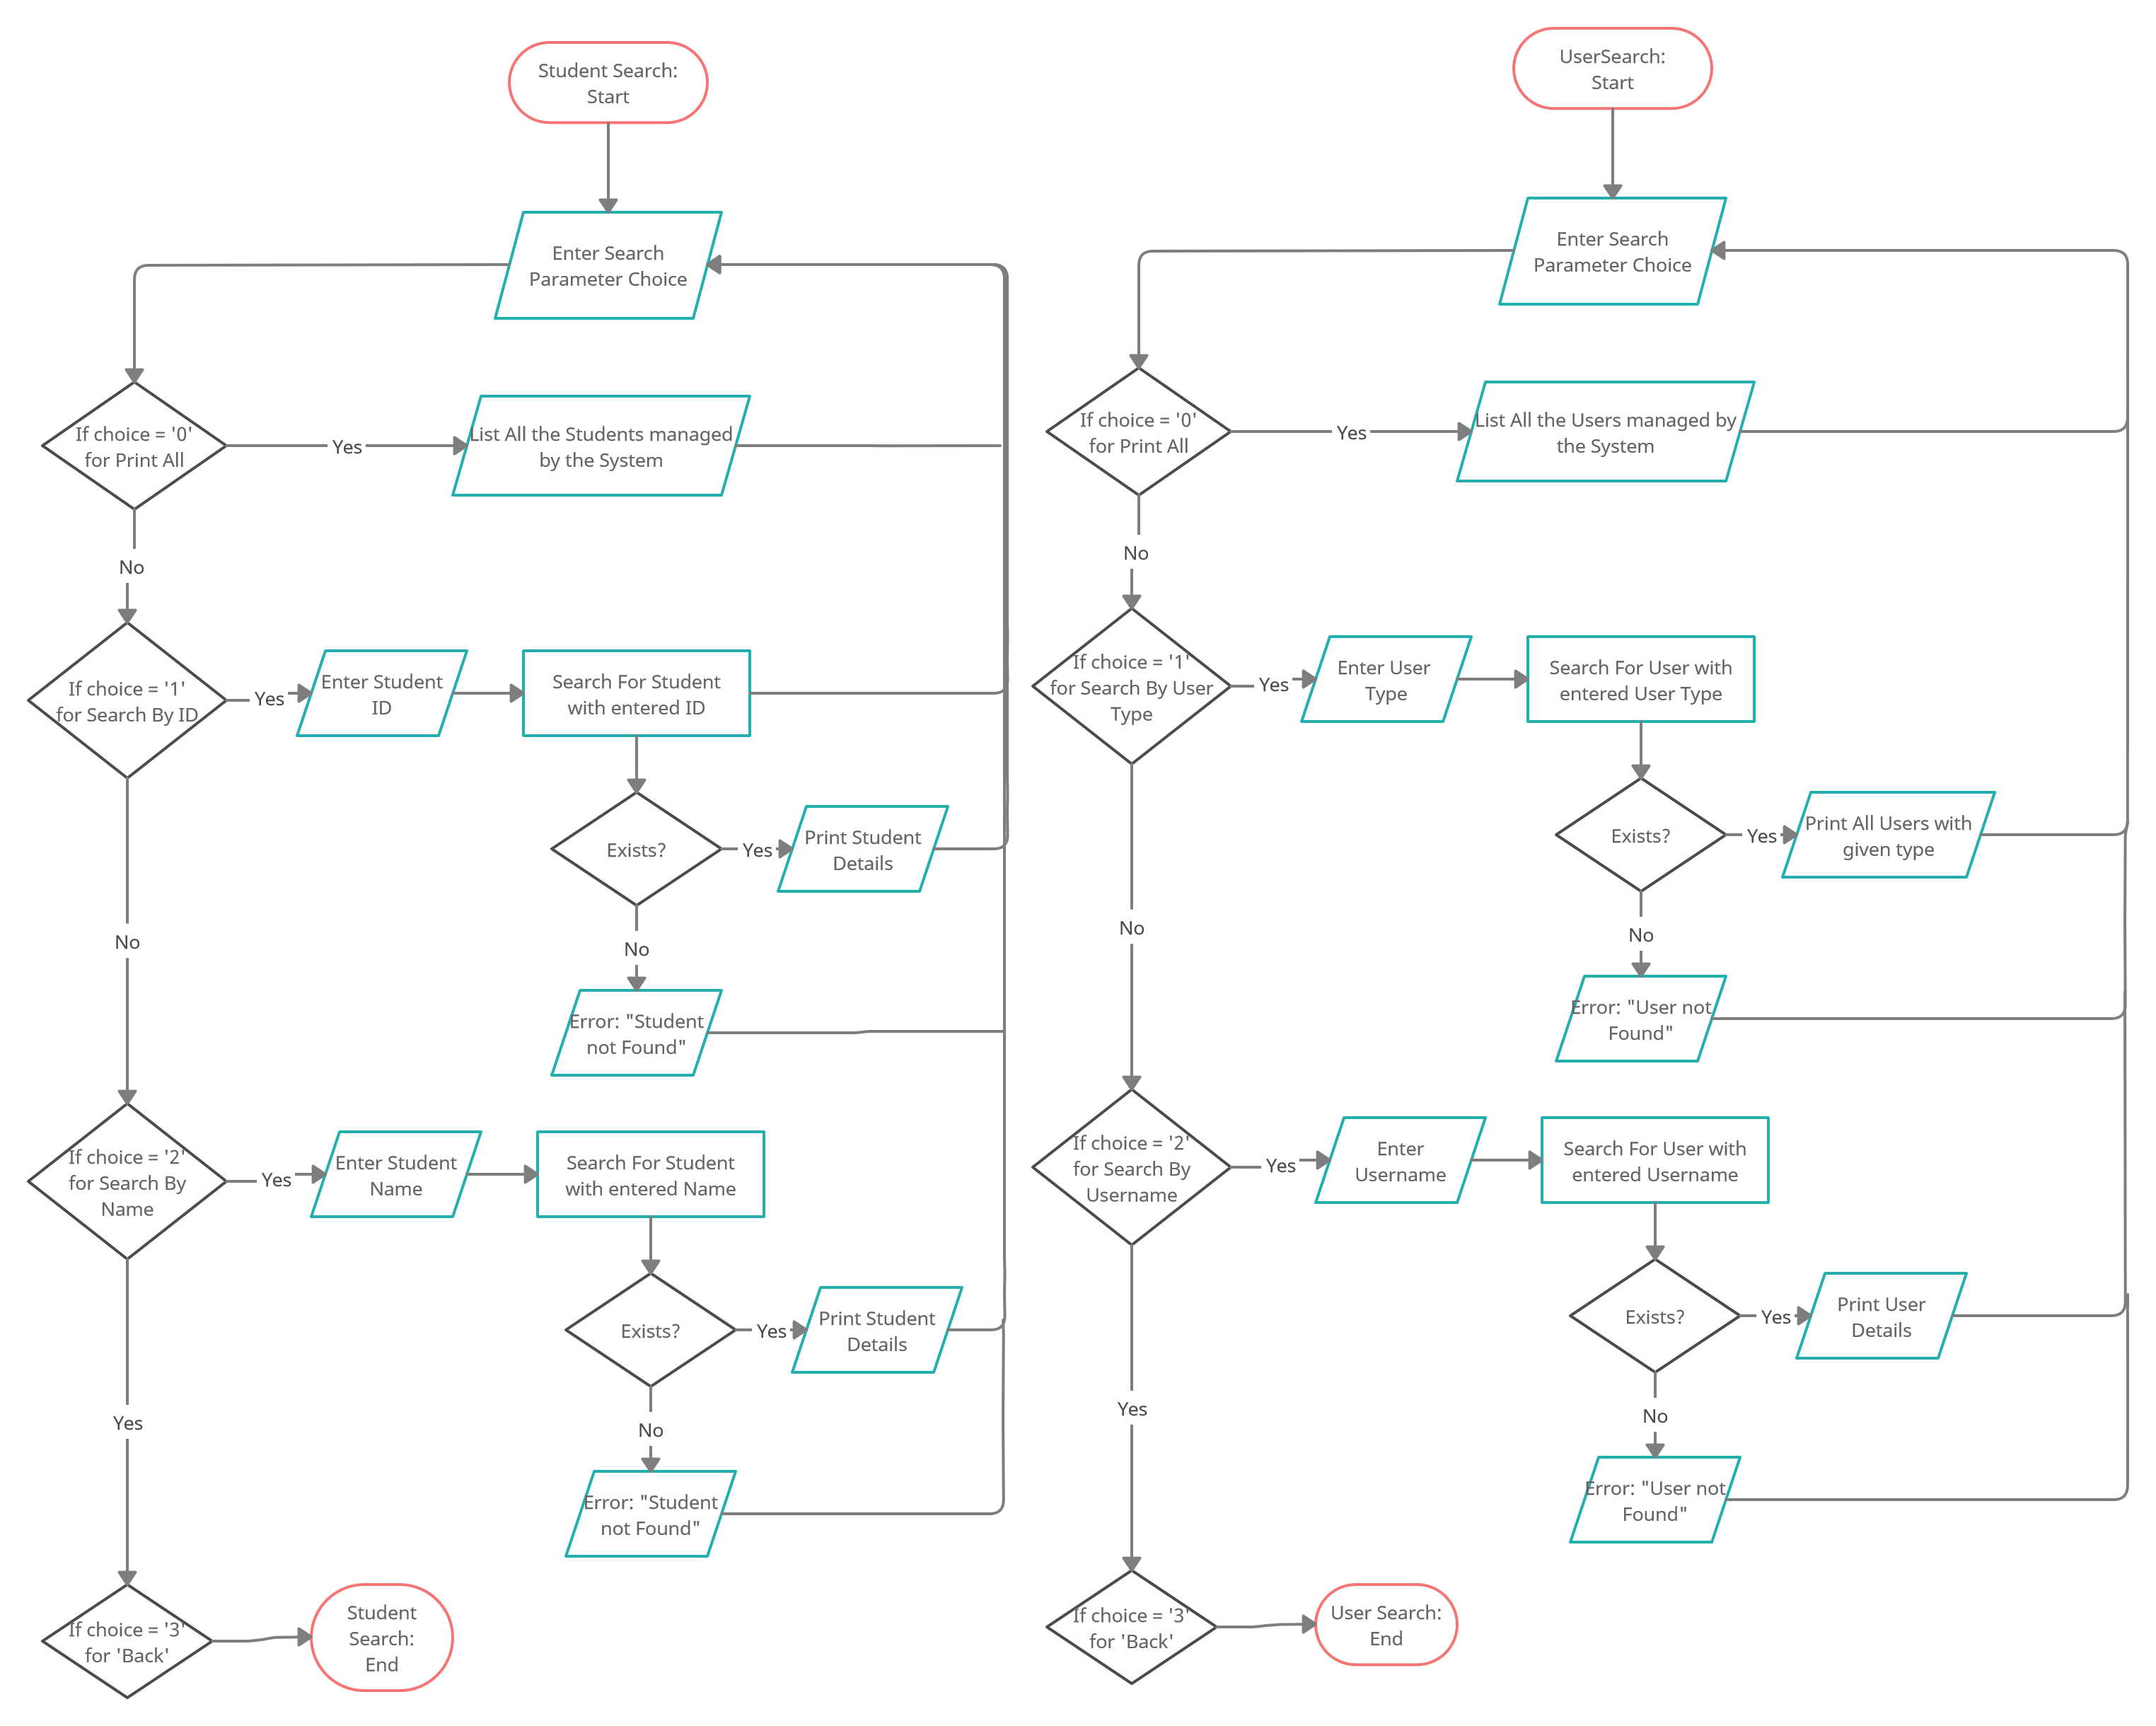 Student Search:
Start
Enter Search
Parameter Choice
If choice = '0'
for Print All
Yes
List All the Students managed
by the System
No
If choice = '1'
for Search By ID
Yes
Enter Student
ID
Search For Student
with entered ID
Exists?
Yes
Print Student
Details
No
Error: "Student
not Found"
No
If choice = '2'
for Search By
Name
Yes
Enter Student
Name
Search For Student
with entered Name
Exists?
Yes
Print Student
Details
No
Error: "Student
not Found"
Yes
If choice = '3'
for 'Back'
Student
Search:
End
UserSearch:
Start
Enter Search
Parameter Choice
If choice = '0'
for Print All
Yes
List All the Users managed by
the System
No
If choice = '1'
for Search By User
Type
Yes
Enter User
Type
Search For User with
entered User Type
Exists?
Yes
Print All Users with
given type
No
Error: "User not
Found"
No
If choice = '2'
for Search By
Username
Yes
Enter
Username
Search For User with
entered Username
Exists?
Yes
Print User
Details
No
Error: "User not
Found"
Yes
If choice = '3'
for 'Back'
User Search:
End